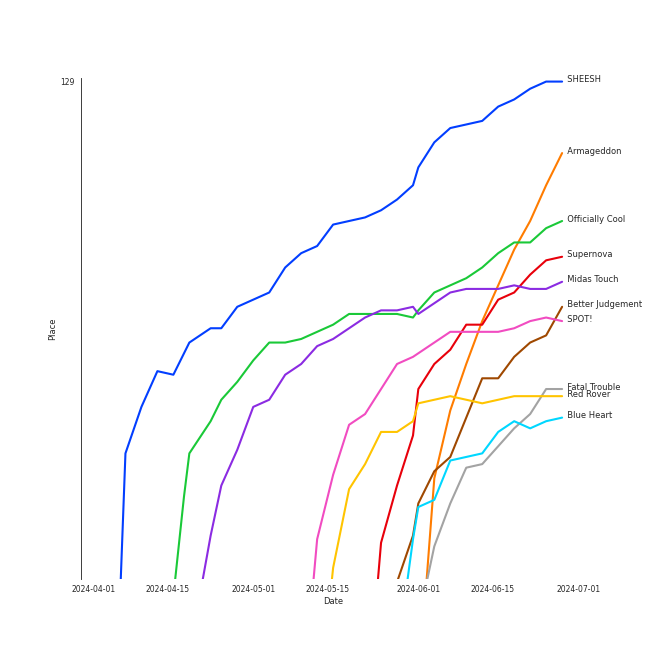 129
SHEESH
Armageddon
Officially Cool
Supernova
Midas Touch
Better Judgement
SPOT!
Fatal Trouble
Red Rover
Blue Heart
Place
2024-04-01 2024-04-15 2024-05-01 2024-05-15 2024-06-01 2024-06-15 2024-07-01
Date